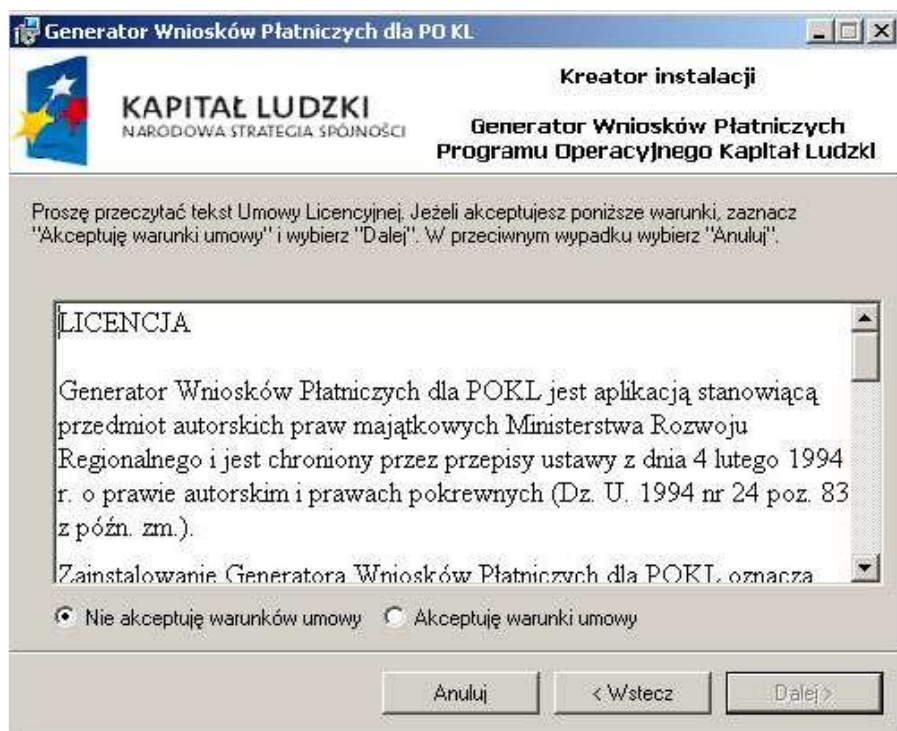 Generator Wniosków Płatniczych dla PO KL
KAPITAŁ LUDZKI
NARODOWA STRATEGIA SPÓJNOŚCI
Kreator instalacji
Generator Wniosków Płatniczych
Programu Operacyjnego Kapitał Ludzki
Proszę przeczytać tekst Umowy Licencyjnej. Jeżeli akceptujesz poniższe warunki, zaznacz
"Akceptuję warunki umowy" i wybierz "Dalej". W przeciwnym wypadku wybierz "Anuluj".
LICENCJA
Generator Wniosków Płatniczych dla POKL jest aplikacją stanowiącą
przedmiot autorskich praw majątkowych Ministerstwa Rozwoju
Regionalnego i jest chroniony przez przepisy ustawy z dnia 4 lutego 1994
r. o prawie autorskim i prawach pokrewnych (Dz. U. 1994 nr 24 poz. 83
z późn. zm.).
Zainstalowanie Generatora Wniosków Płatniczych dla POKL oznacza
Nie akceptuję warunków umowy Akceptuję warunki umowy
Anuluj < Wstecz Dalej >